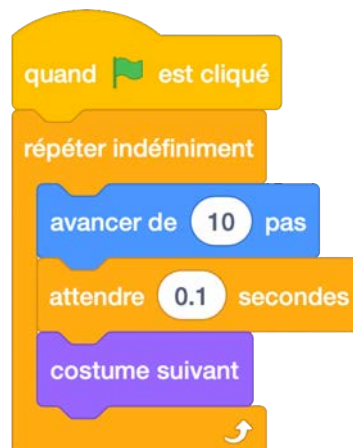 quand est cliqué
répéter indéfiniment
avancer de 10 pas
attendre 0.1 secondes
costume suivant